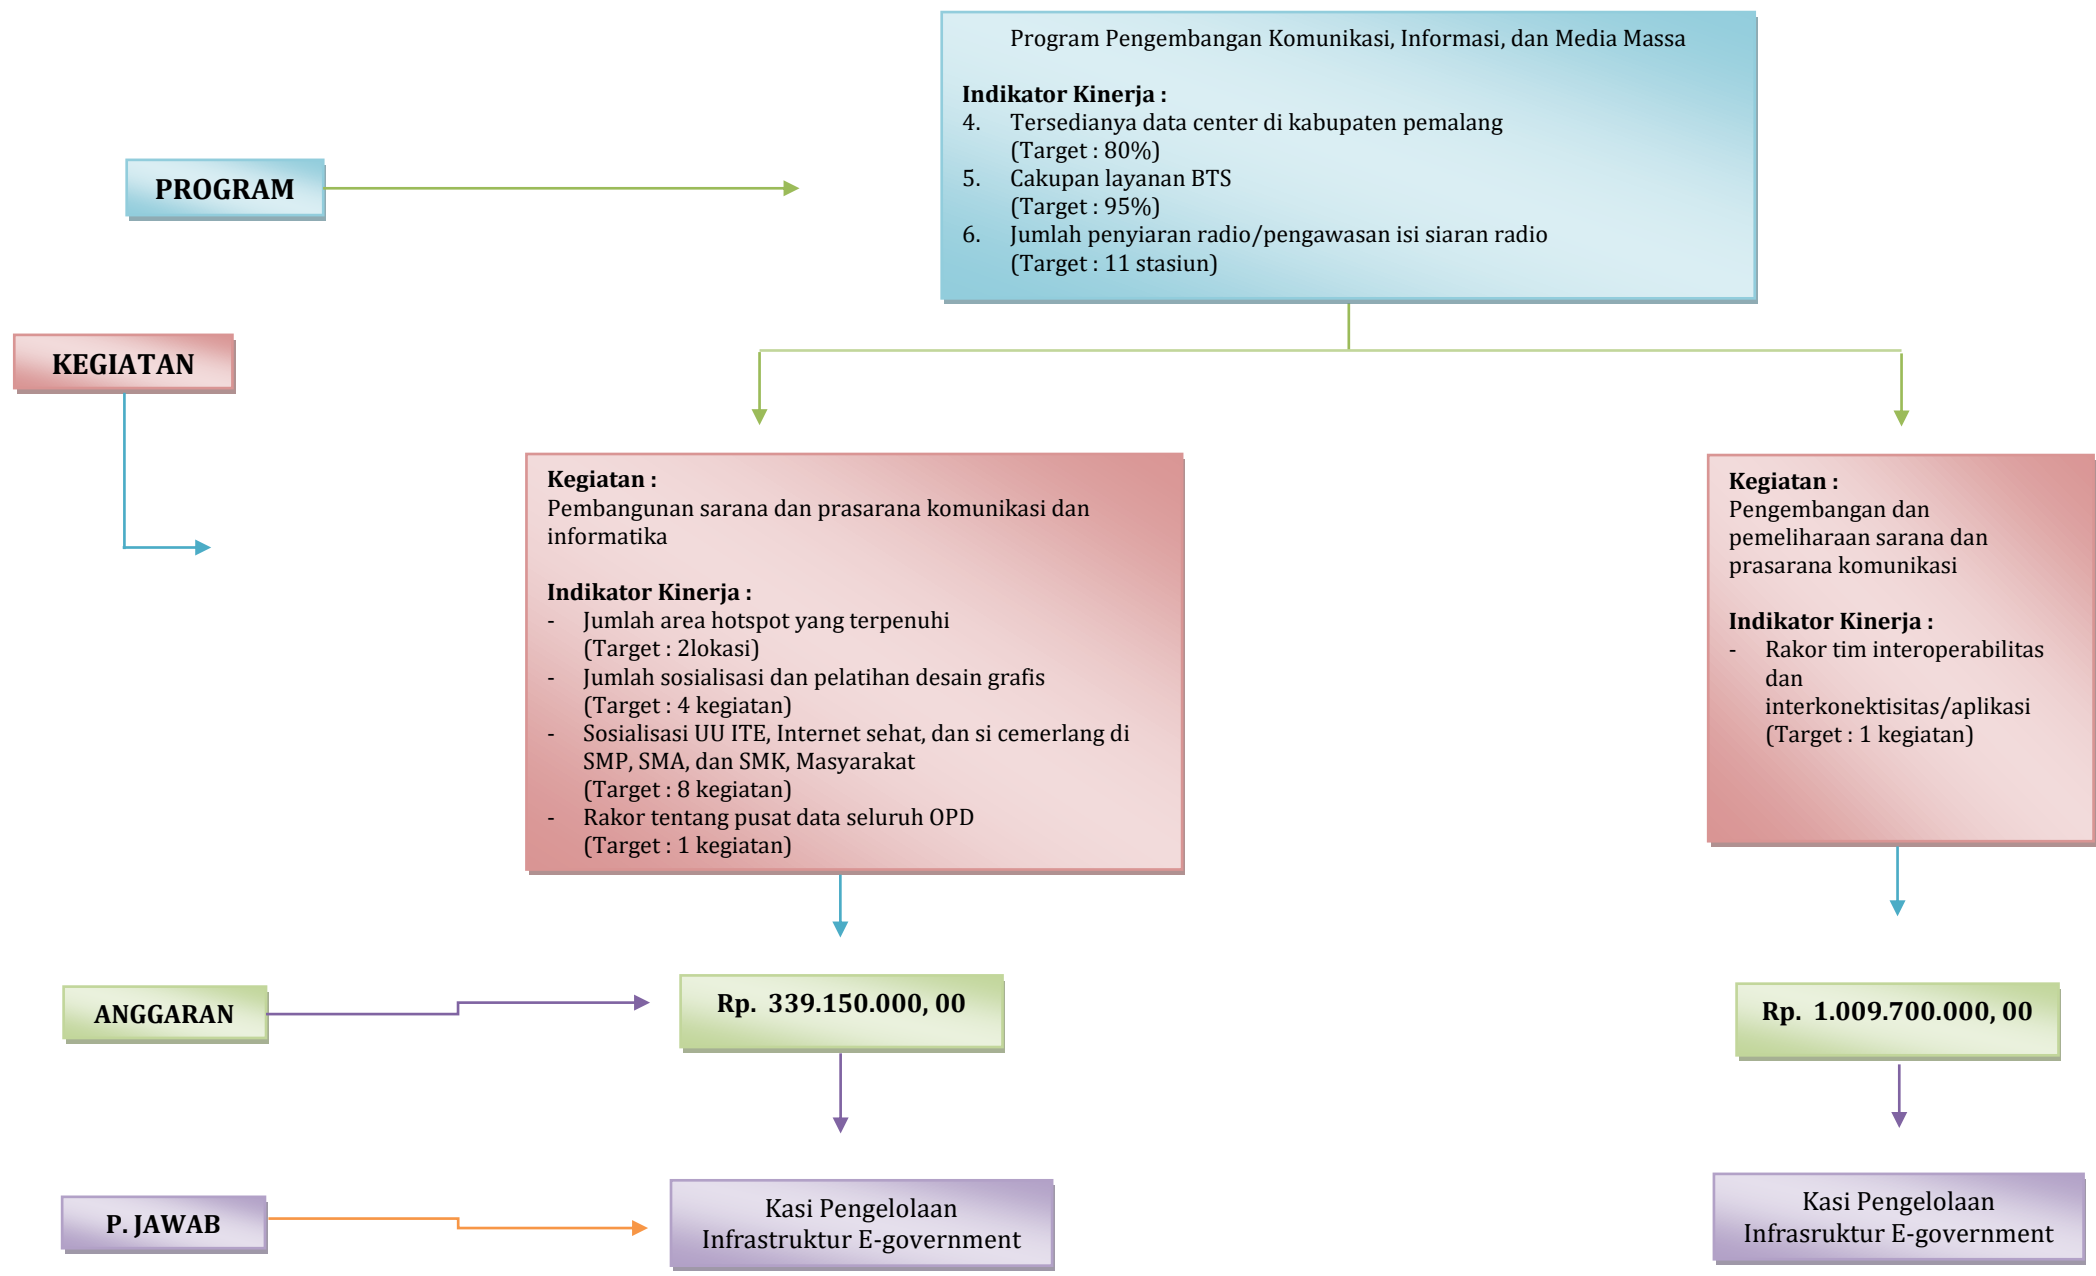 Program Pengembangan Komunikasi, Informasi, dan Media Massa
Indikator Kinerja :
4. Tersedianya data center di kabupaten pemalang
(Target : 80%)
5. Cakupan layanan BTS
(Target : 95%)
6. Jumlah penyiaran radio/pengawasan isi siaran radio
(Target : 11 stasiun)
PROGRAM
KEGIATAN
Kegiatan :
Pembangunan sarana dan prasarana komunikasi dan
informatika
Indikator Kinerja :
- Jumlah area hotspot yang terpenuhi
(Target : 2lokasi)
- Jumlah sosialisasi dan pelatihan desain grafis
(Target : 4 kegiatan)
- Sosialisasi UU ITE, Internet sehat, dan si cemerlang di
SMP, SMA, dan SMK, Masyarakat
(Target : 8 kegiatan)
- Rakor tentang pusat data seluruh OPD
(Target : 1 kegiatan)
Kegiatan :
Pengembangan dan
pemeliharaan sarana dan
prasarana komunikasi
Indikator Kinerja :
- Rakor tim interoperabilitas
dan
interkonektisitas/aplikasi
(Target : 1 kegiatan)
ANGGARAN
Rp. 339.150.000, 00
Rp. 1.009.700.000, 00
P. JAWAB
Kasi Pengelolaan
Infrastruktur E-government
Kasi Pengelolaan
Infrasruktur E-government